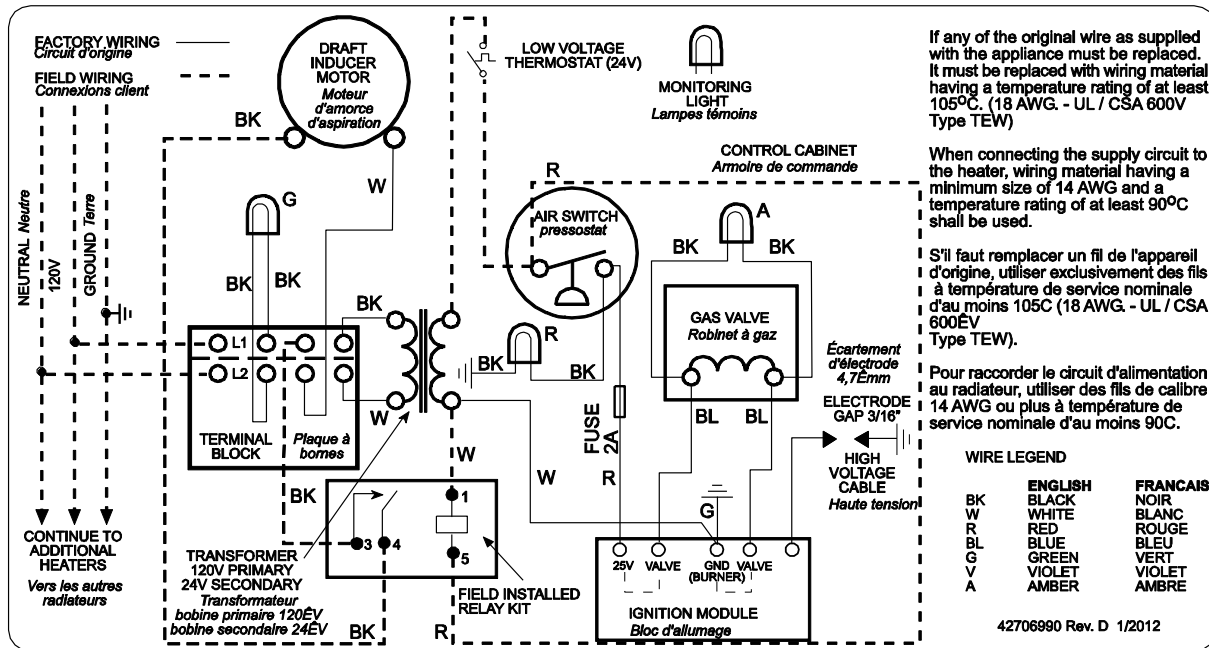 FACTORY WIRING
Circuit d'origine
FIELD WIRING
Connexions client
NEUTRAL Neutre
120V
GROUND Terre
CONTINUE TO
ADDITIONAL
HEATERS
Vers les autres
radiateurs
DRAFT
INDUCER
MOTOR
Moteur
d'amorce
d'aspiration
BK
W
G
BK
BK
L1
L2
TERMINAL
BLOCK
Plaque à
bornes
BK
W
BK
TRANSFORMER
120V PRIMARY
24V SECONDARY
Transformateur
bobine primaire 120ÊV
bobine secondaire 24ÊV
BK
3
4
1
5
R
W
FIELD INSTALLED
RELAY KIT
LOW VOLTAGE
THERMOSTAT (24V)
R
AIR SWITCH
pressostat
R
BK
BK
W
FUSE
2A
R
MONITORING
LIGHT
Lampes témoins
CONTROL CABINET
Armoire de commande
A
BK
BK
GAS VALVE
Robinet à gaz
BL
BL
Écartement
d'électrode
4,7Êmm
ELECTRODE
GAP 3/16"
HIGH
VOLTAGE
CABLE
Haute tension
G
25V
VALVE
GND
(BURNER)
VALVE
IGNITION MODULE
Bloc d'allumage
If any of the original wire as supplied
with the appliance must be replaced.
It must be replaced with wiring material
having a temperature rating of at least
105ºC. (18 AWG. - UL / CSA 600V
Type TEW)
When connecting the supply circuit to
the heater, wiring material having a
minimum size of 14 AWG and a
temperature rating of at least 90ºC
shall be used.
S'il faut remplacer un fil de l'appareil
d'origine, utiliser exclusivement des fils
à température de service nominale
d'au moins 105C (18 AWG. - UL / CSA
600ÊV
Type TEW).
Pour raccorder le circuit d'alimentation
au radiateur, utiliser des fils de calibre
14 AWG ou plus à température de
service nominale d'au moins 90C.
WIRE LEGEND
ENGLISH FRANCAIS
BK BLACK NOIR
W WHITE BLANC
R RED ROUGE
BL BLUE BLEU
G GREEN VERT
V VIOLET VIOLET
A AMBER AMBRE
42706990 Rev. D 1/2012